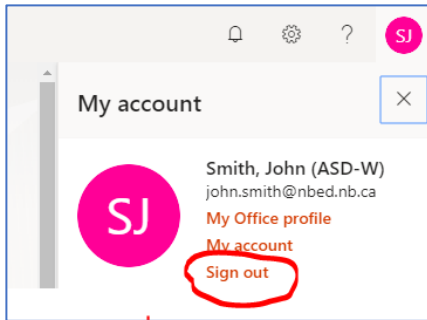 ?
SJ
My account
Smith, John (ASD-W)
john.smith@nbed.nb.ca
SJ
My Office profile
My account
Sign out